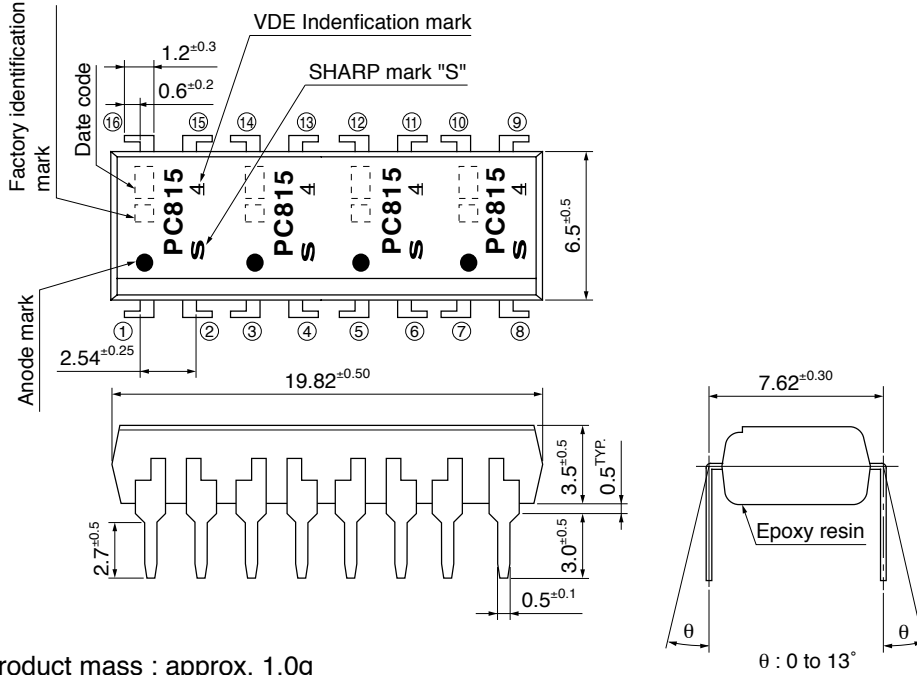 Factory identification
mark
Date code
1.2±0.3
0.6±0.2
VDE Indenfication mark
SHARP mark "S"
⑯ ⑮ ⑭ ⑬ ⑫ ⑪ ⑩ ⑨
PC815 4 S
PC815 4 S
PC815 4 S
PC815 4 S
6.5±0.5
Anode mark
① ② ③ ④ ⑤ ⑥ ⑦ ⑧
2.54±0.25
19.82±0.50
7.62±0.30
3.5±0.5
0.5TYP.
2.7±0.5
3.0±0.5
0.5±0.1
Epoxy resin
θ θ
θ : 0 to 13˚
roduct mass : approx. 1.0g